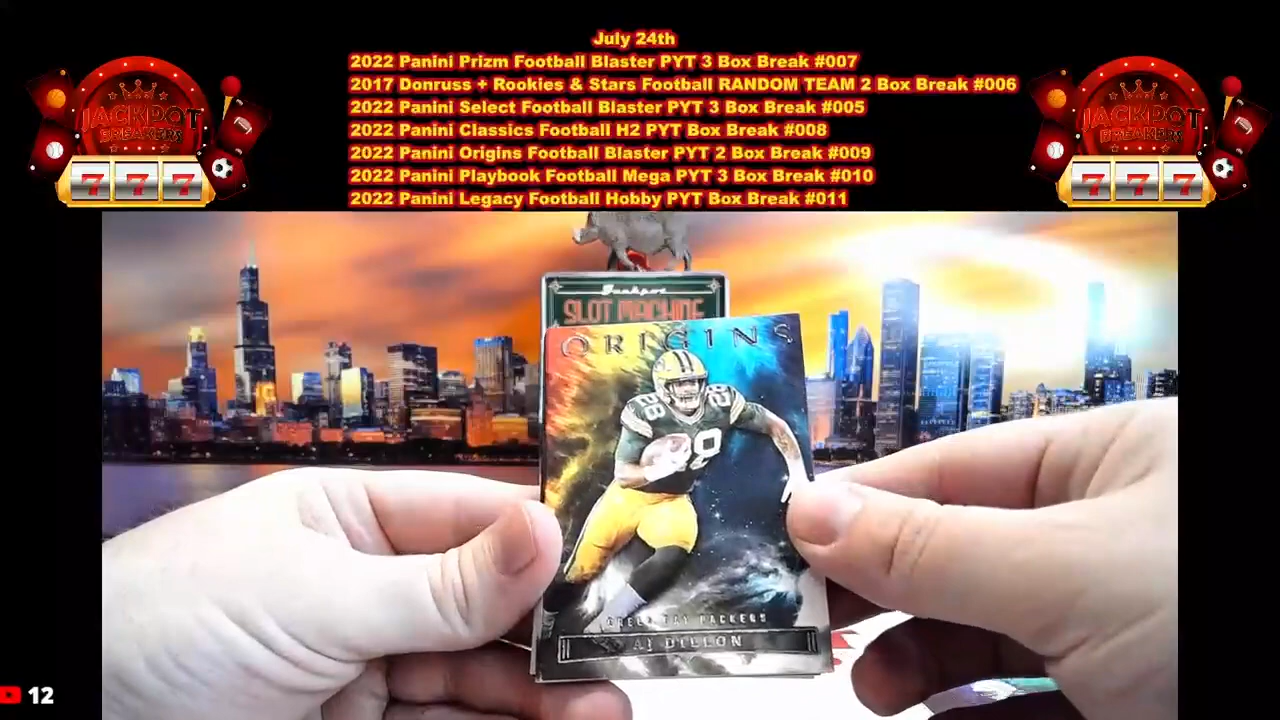 July 24th
2022 Panini Prizm Football Blaster PYT 3 Box Break #007
2017 Donruss + Rookies & Stars Football RANDOM TEAM 2 Box Break #006
2022 Panini Select Football Blaster PYT 3 Box Break #005
2022 Panini Classics Football H2 PYT Box Break #008
2022 Panini Origins Football Blaster PYT 2 Box Break #009
2022 Panini Playbook Football Mega PYT 3 Box Break #010
2022 Panini Legacy Football Hobby PYT Box Break #011
JACKPOT
BREAKERS
777
JACKPOT
BREAKERS
777
Jackpot
SLOT MACHINE
ORIGINS
28
28
28
GREEN BAY PACKERS
AJ DILLON
12